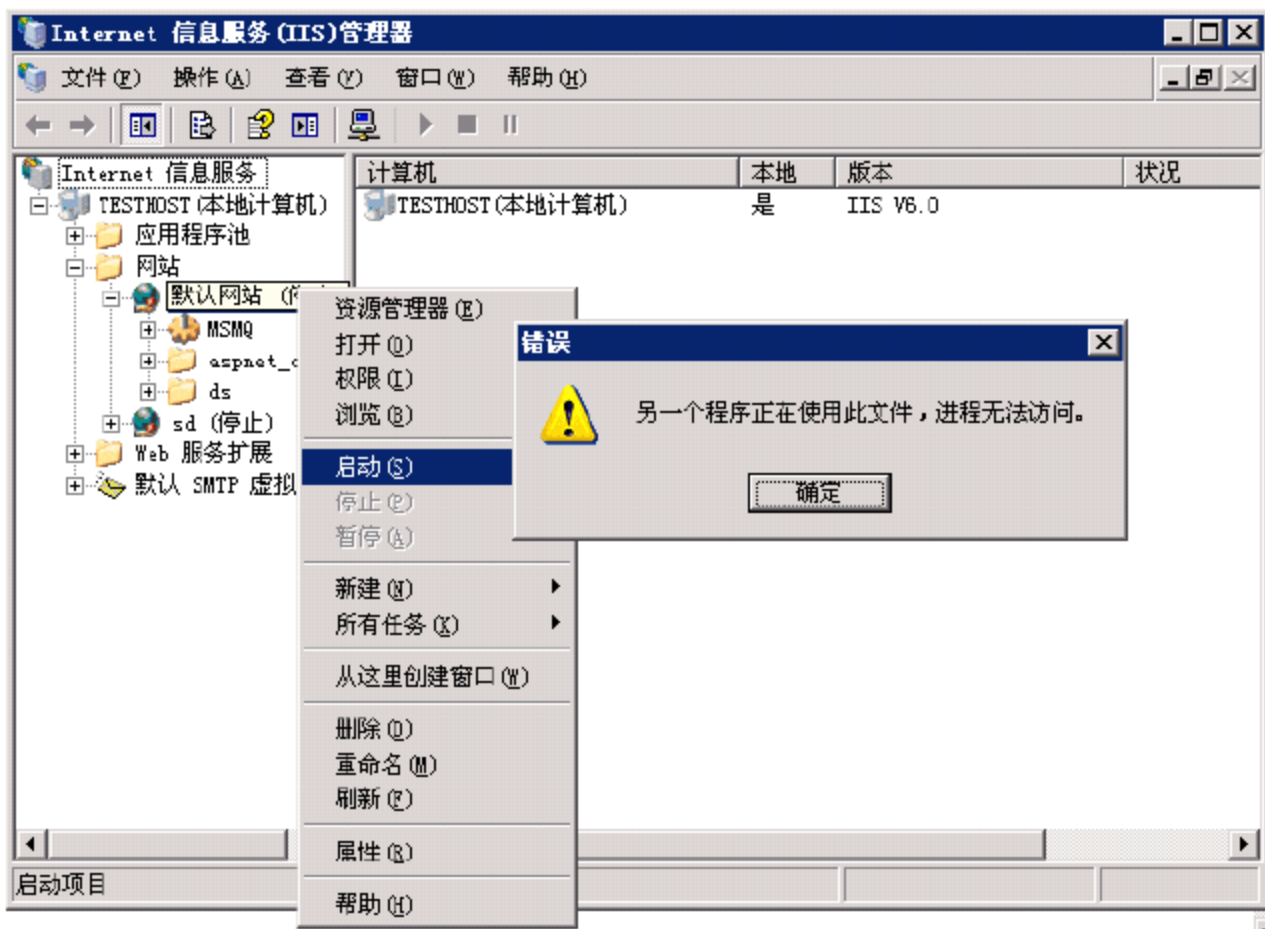 Internet 信息服务(IIS)管理器
文件(F) 操作(A) 查看(V) 窗口(W) 帮助(H)
Internet 信息服务
计算机 本地 版本 状况
TESTHOST(本地计算机)
TESTHOST(本地计算机) 是 IIS V6.0
应用程序池
网站
默认网站
MSMQ
aspnet_c
ds
sd (停止)
Web 服务扩展
默认 SMTP 虚拟
资源管理器(E)
打开(O)
权限(I)
浏览(B)
启动(S)
停止(P)
暂停(A)
新建(N)
所有任务(K)
从这里创建窗口(W)
删除(D)
重命名(M)
刷新(F)
属性(R)
帮助(H)
错误
另一个程序正在使用此文件,进程无法访问。
确定
启动项目